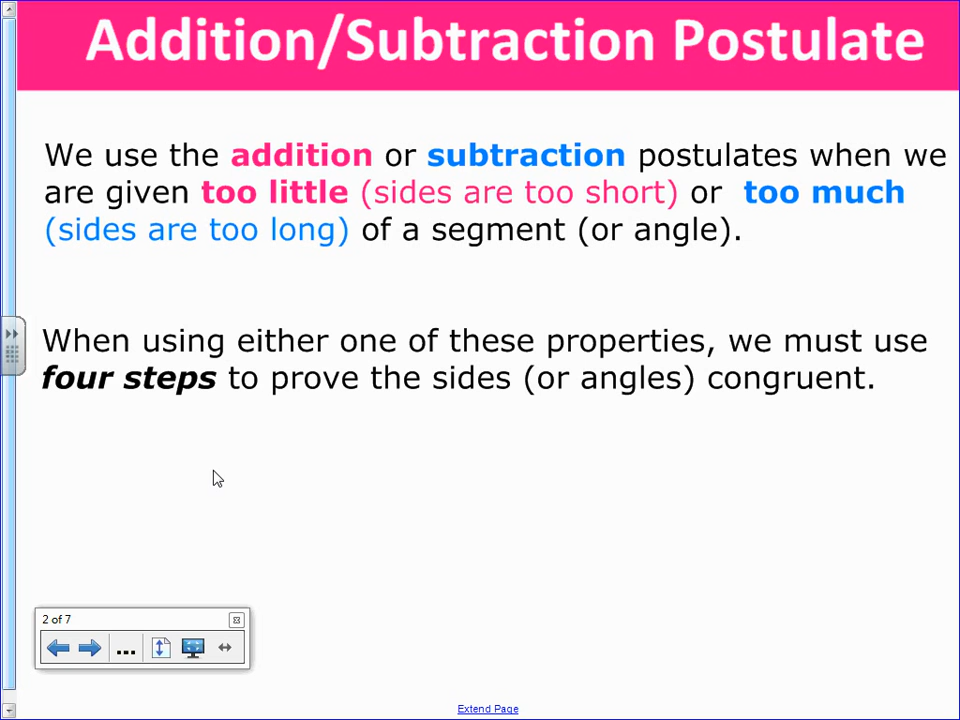 Addition/Subtraction Postulate
We use the addition or subtraction postulates when we
are given too little (sides are too short) or too much
(sides are too long) of a segment (or angle).
When using either one of these properties, we must use
four steps to prove the sides (or angles) congruent.
2 of 7
...
Extend Page